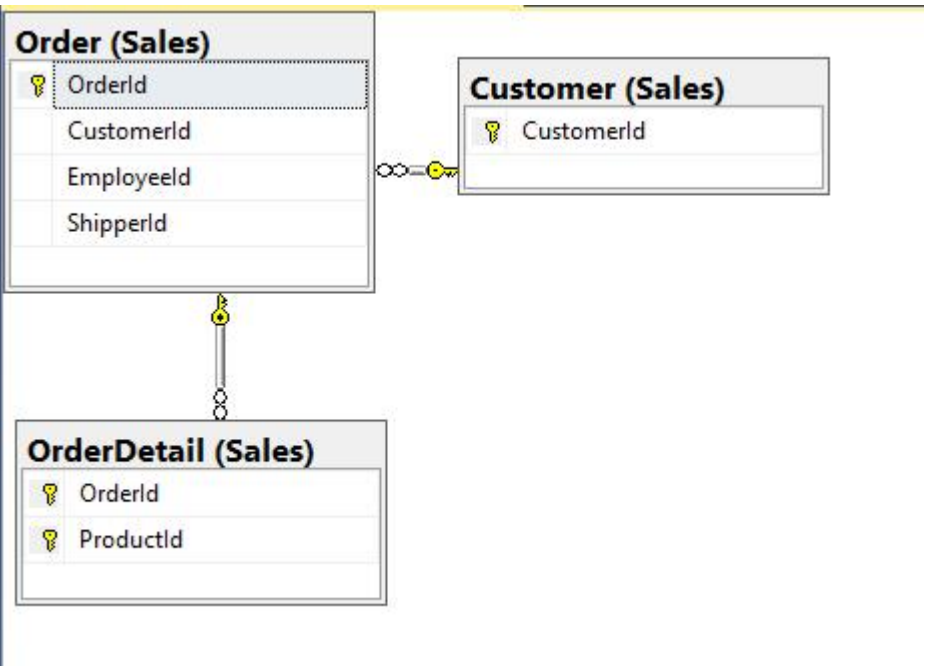 Order (Sales)
OrderId
CustomerId
EmployeeId
ShipperId
Customer (Sales)
CustomerId
OrderDetail (Sales)
OrderId
ProductId